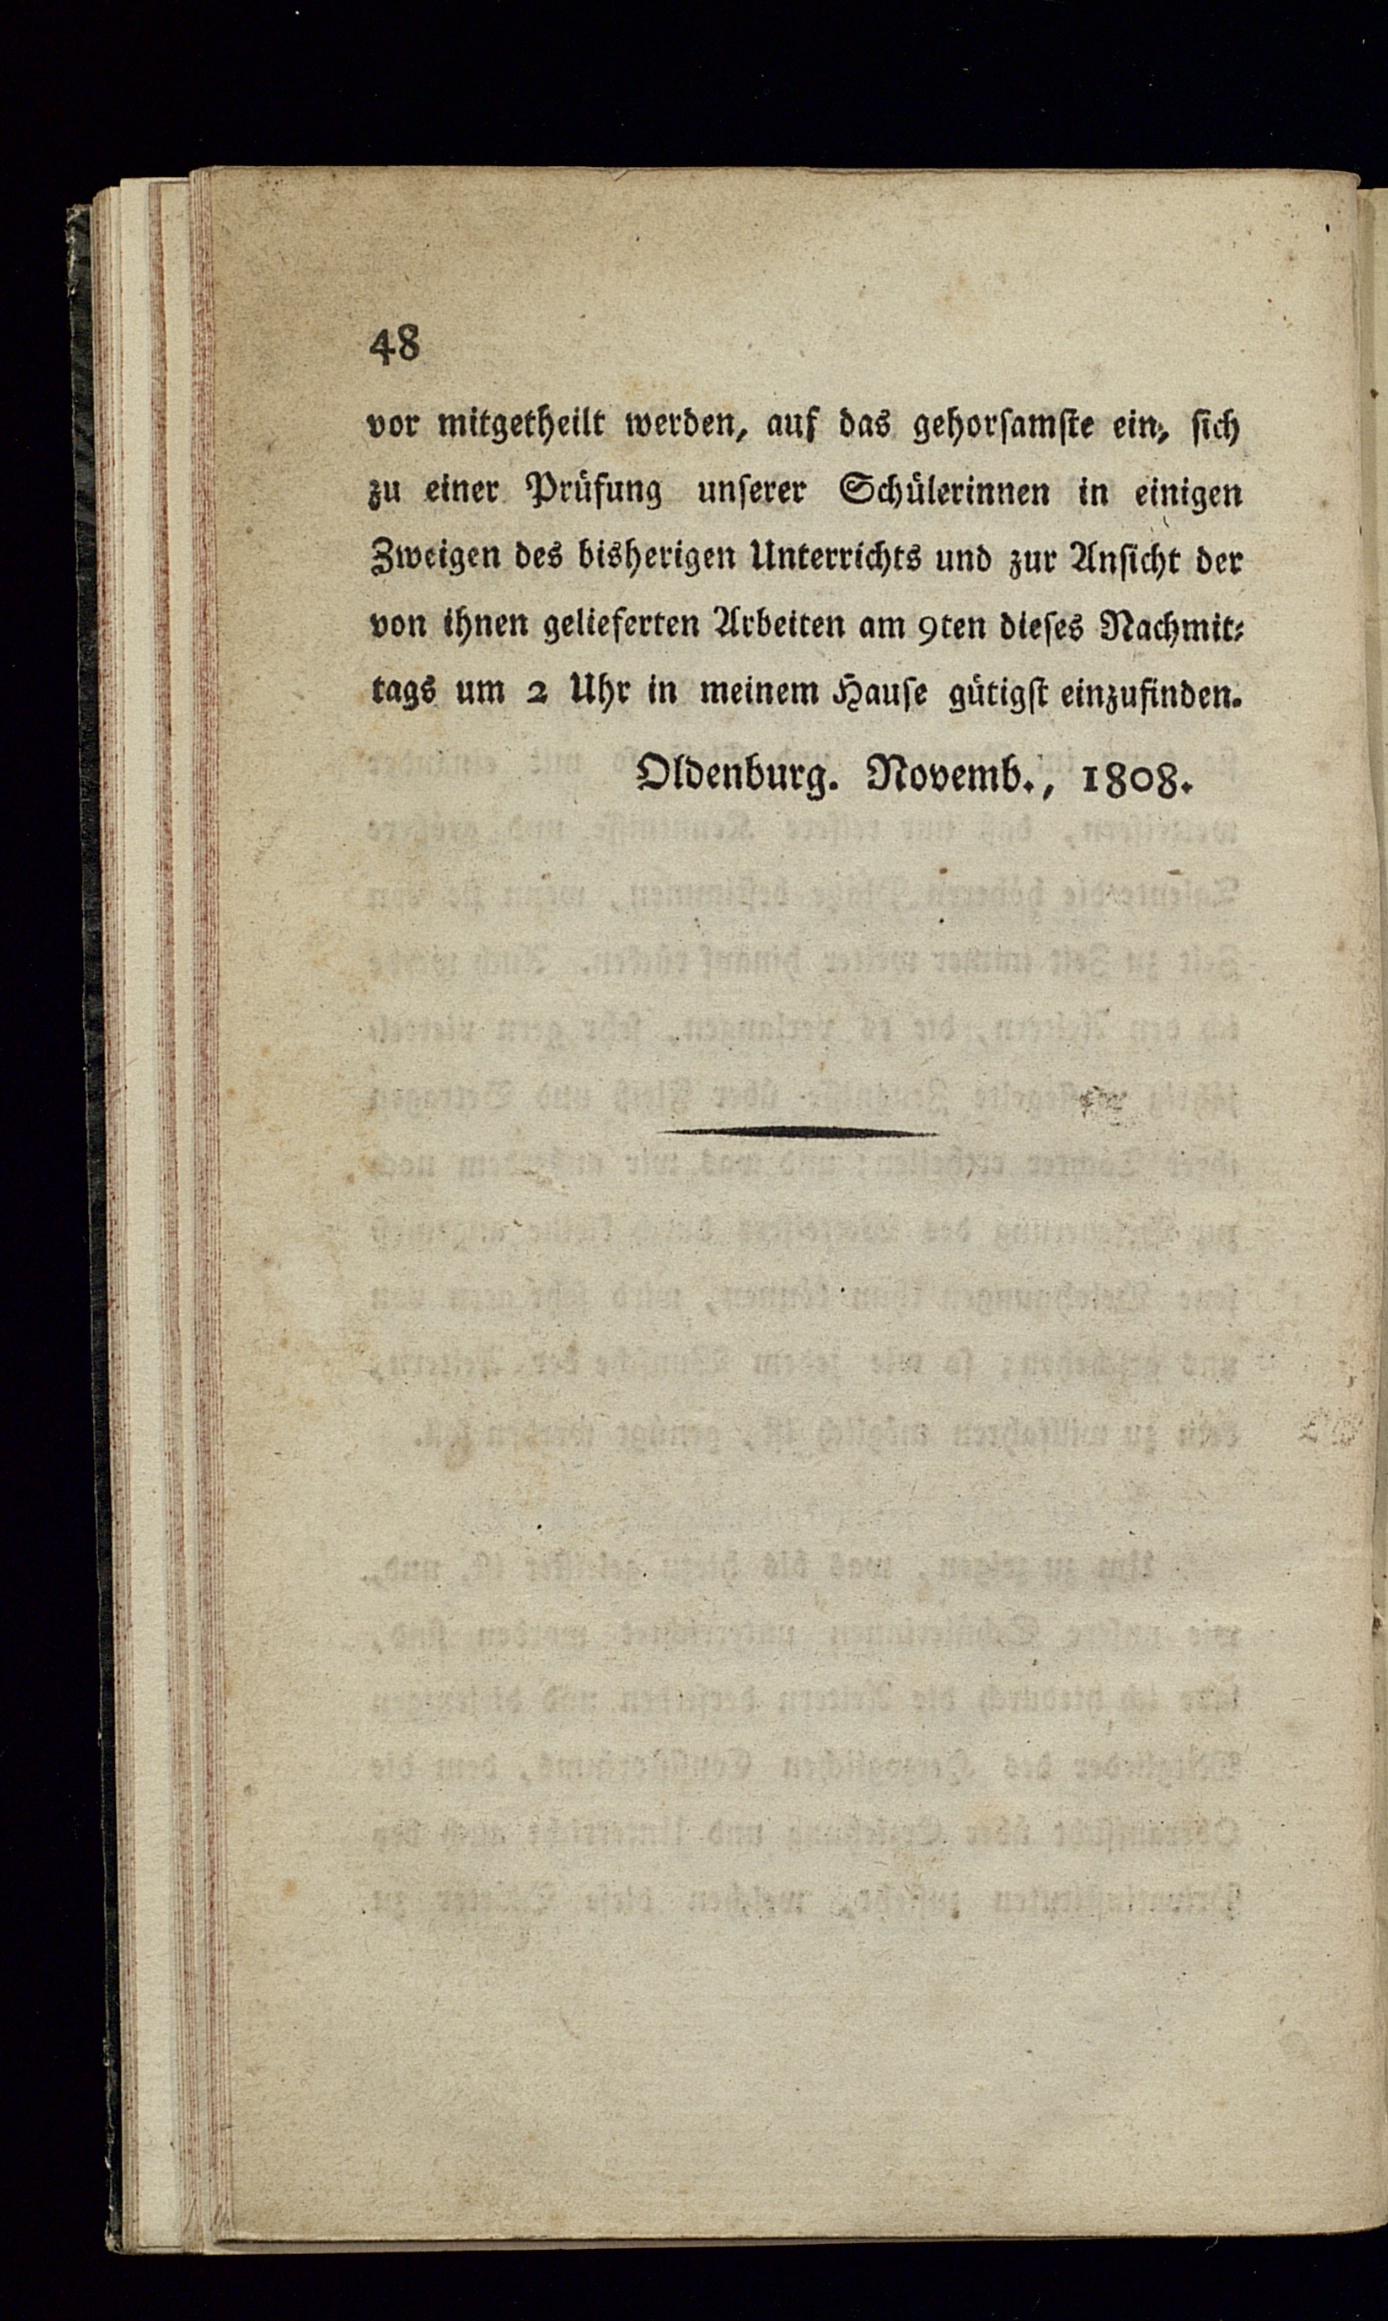 48
vor mitgetheilt werden, auf das gehorsamste ein, sich
zu einer Prüfung unserer Schülerinnen in einigen
Zweigen des bisherigen Unterrichts und zur Ansicht der
von ihnen gelieferten Arbeiten am 9ten dieses Nachmit-
tags um 2 Uhr in meinem Hause gütigst einzufinden.
Oldenburg. Novemb., 1808.